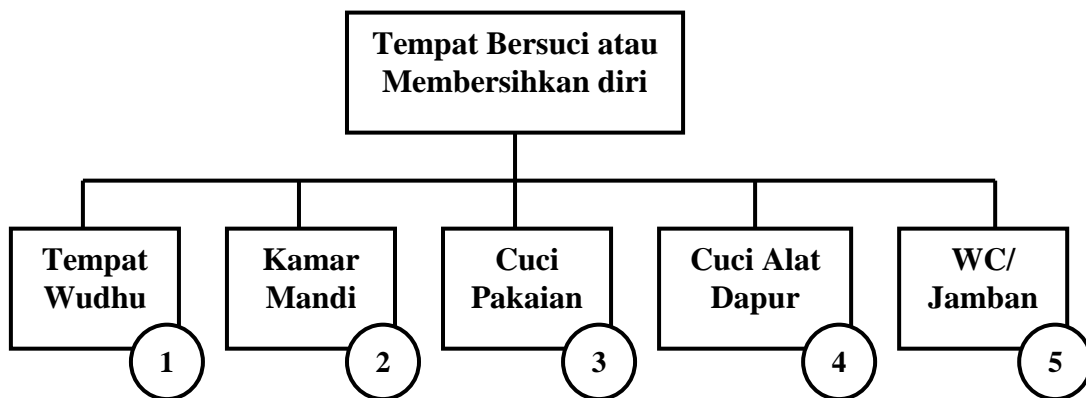 Tempat Bersuci atau
Membersihkan diri
Tempat
Wudhu
1
Kamar
Mandi
2
Cuci
Pakaian
3
Cuci Alat
Dapur
4
WC/
Jamban
5